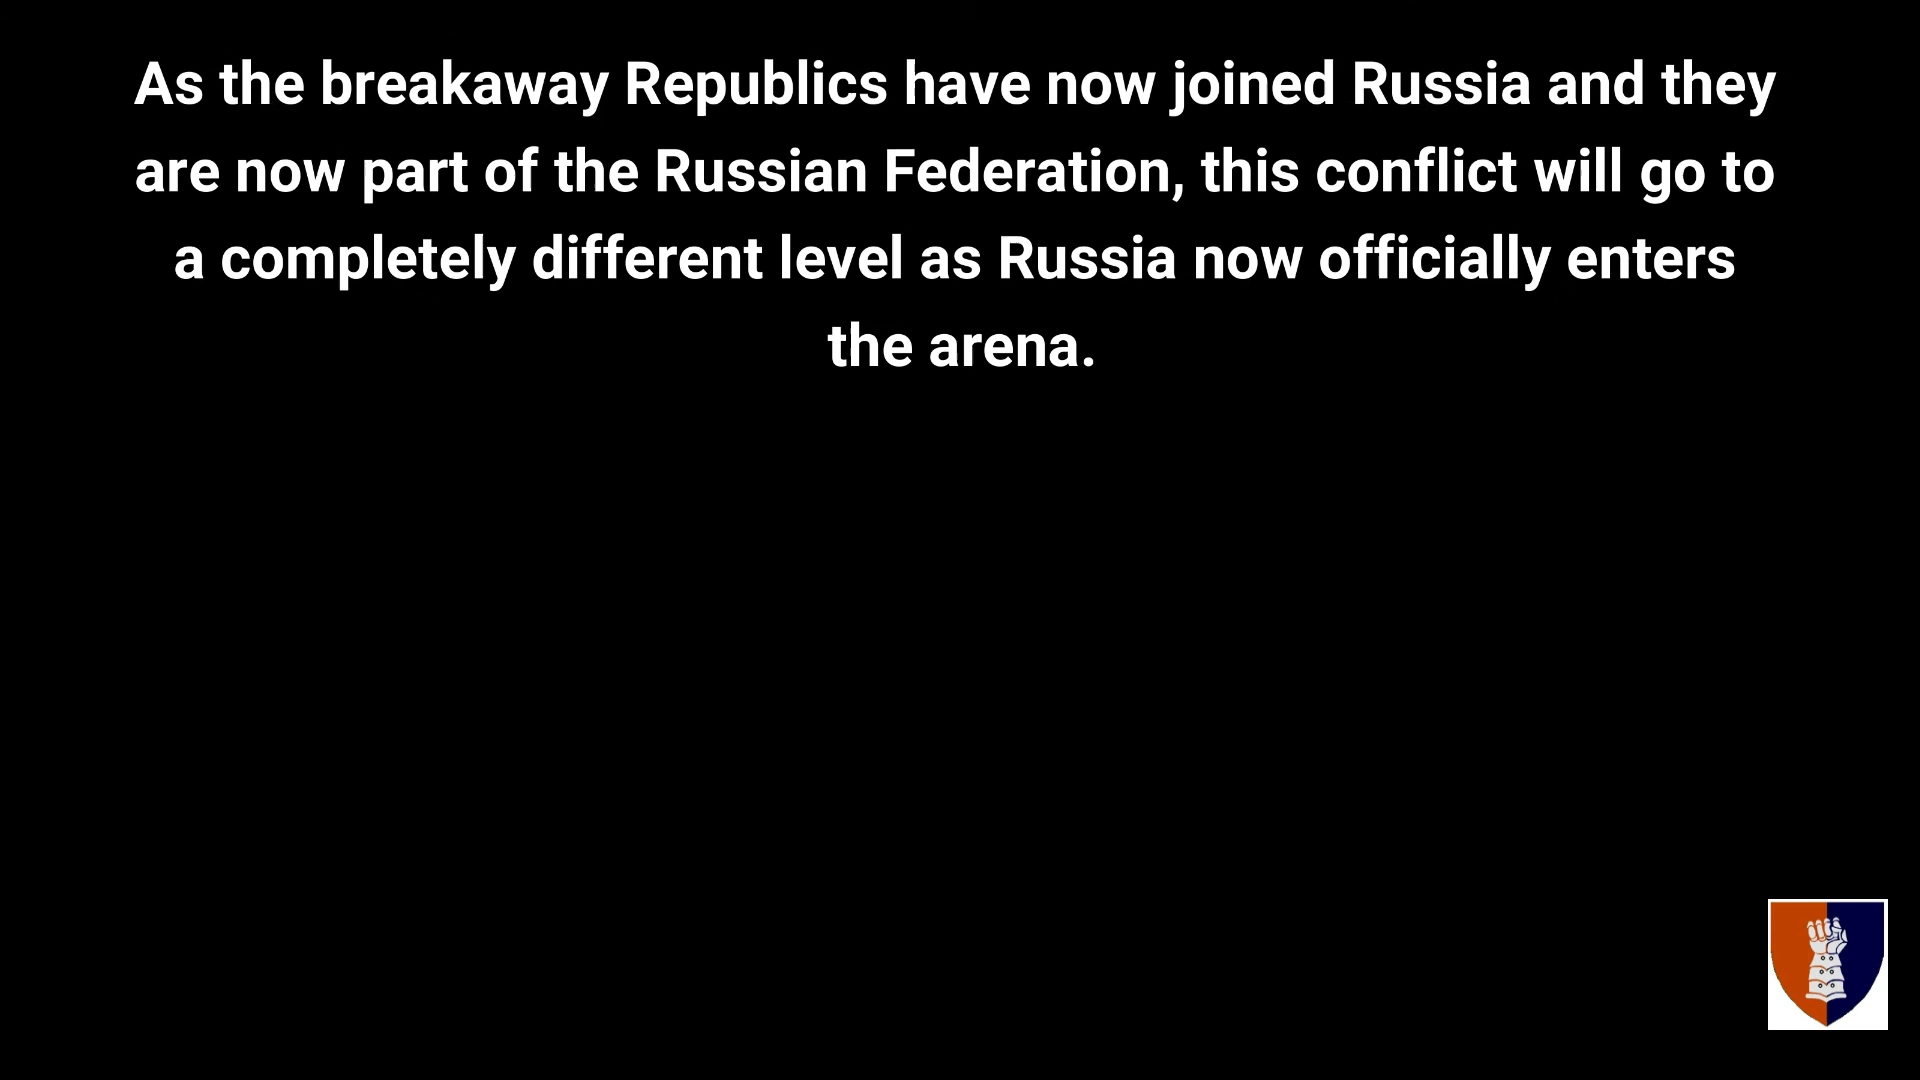 As the breakaway Republics have now joined Russia and they
are now part of the Russian Federation, this conflict will go to
a completely different level as Russia now officially enters
the arena.